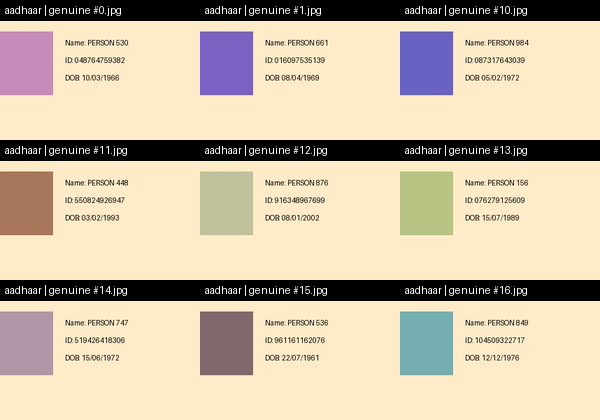 aadhaar | genuine #0.jpg
aadhaar | genuine #1.jpg
aadhaar | genuine #10.jpg
Name: PERSON 530
ID: 048764759382
DOB: 10/03/1966
Name: PERSON 661
ID: 016097535139
DOB: 08/04/1969
Name: PERSON 984
ID: 087317643039
DOB: 05/02/1972
aadhaar | genuine #11.jpg
aadhaar | genuine #12.jpg
aadhaar | genuine #13.jpg
Name: PERSON 448
ID: 550824926947
DOB: 03/02/1993
Name: PERSON 876
ID: 916348967699
DOB: 08/01/2002
Name: PERSON 156
ID: 076279125609
DOB: 15/07/1989
aadhaar | genuine #14.jpg
aadhaar | genuine #15.jpg
aadhaar | genuine #16.jpg
Name: PERSON 747
ID: 519426418306
DOB: 15/06/1972
Name: PERSON 536
ID: 961161162076
DOB: 22/07/1961
Name: PERSON 849
ID: 104509322717
DOB: 12/12/1976